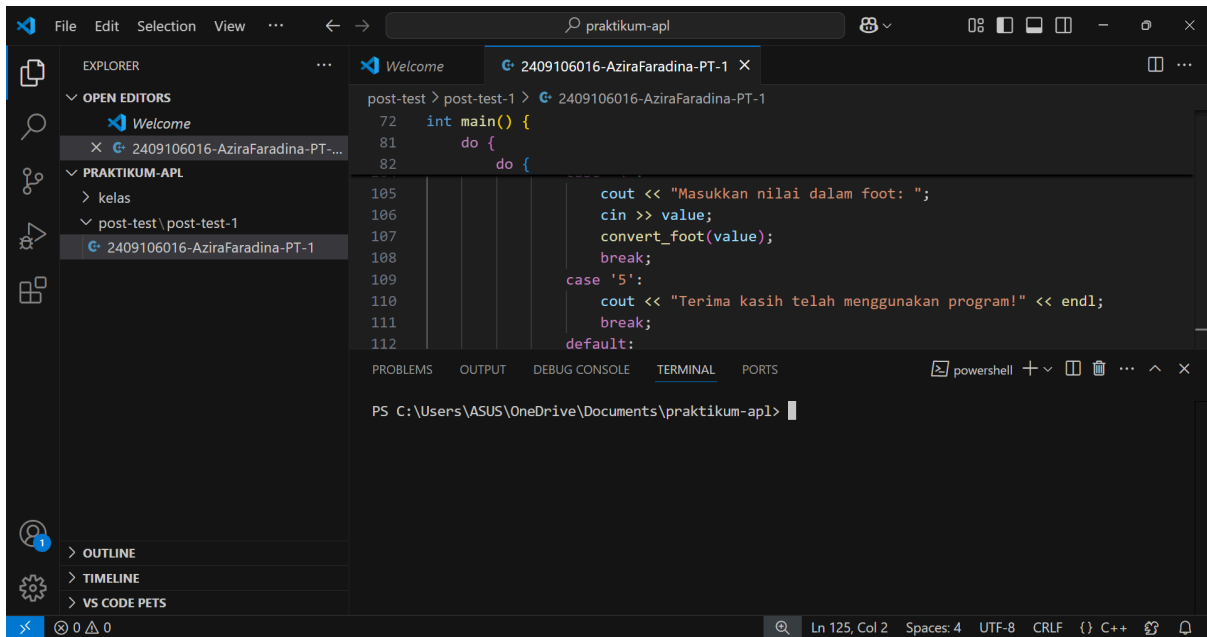 File Edit Selection View ··· praktikum-apl
EXPLORER ···
OPEN EDITORS
Welcome
2409106016-AziraFaradina-PT-...
PRAKTIKUM-APL
kelas
post-test\post-test-1
2409106016-AziraFaradina-PT-1
OUTLINE
TIMELINE
VS CODE PETS
Welcome 2409106016-AziraFaradina-PT-1
post-test > post-test-1 > 2409106016-AziraFaradina-PT-1
72 int main() {
81 do {
82 do {
105 cout << "Masukkan nilai dalam foot: ";
106 cin >> value;
107 convert_foot(value);
108 break;
109 case '5':
110 cout << "Terima kasih telah menggunakan program!" << endl;
111 break;
112 default:
PROBLEMS OUTPUT DEBUG CONSOLE TERMINAL PORTS powershell
PS C:\Users\ASUS\OneDrive\Documents\praktikum-apl>
1
0 0 Ln 125, Col 2 Spaces: 4 UTF-8 CRLF {} C++